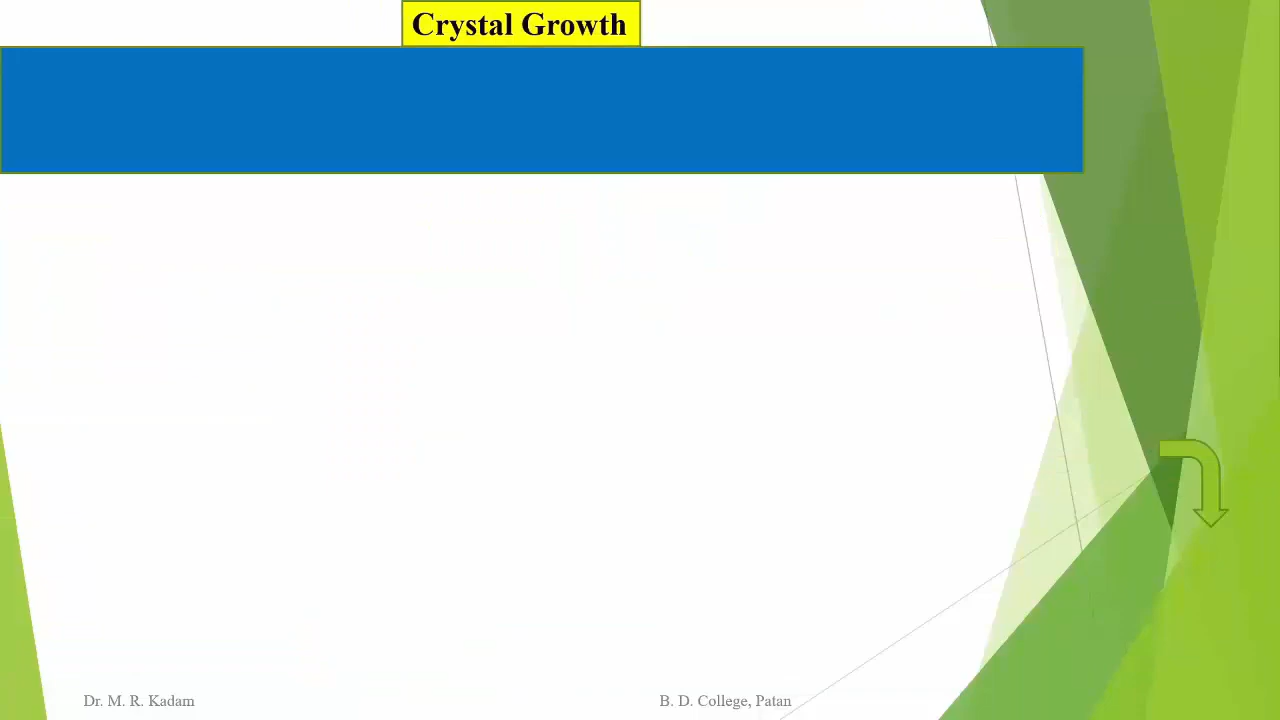 Crystal Growth
Dr. M. R. Kadam
B. D. College, Patan